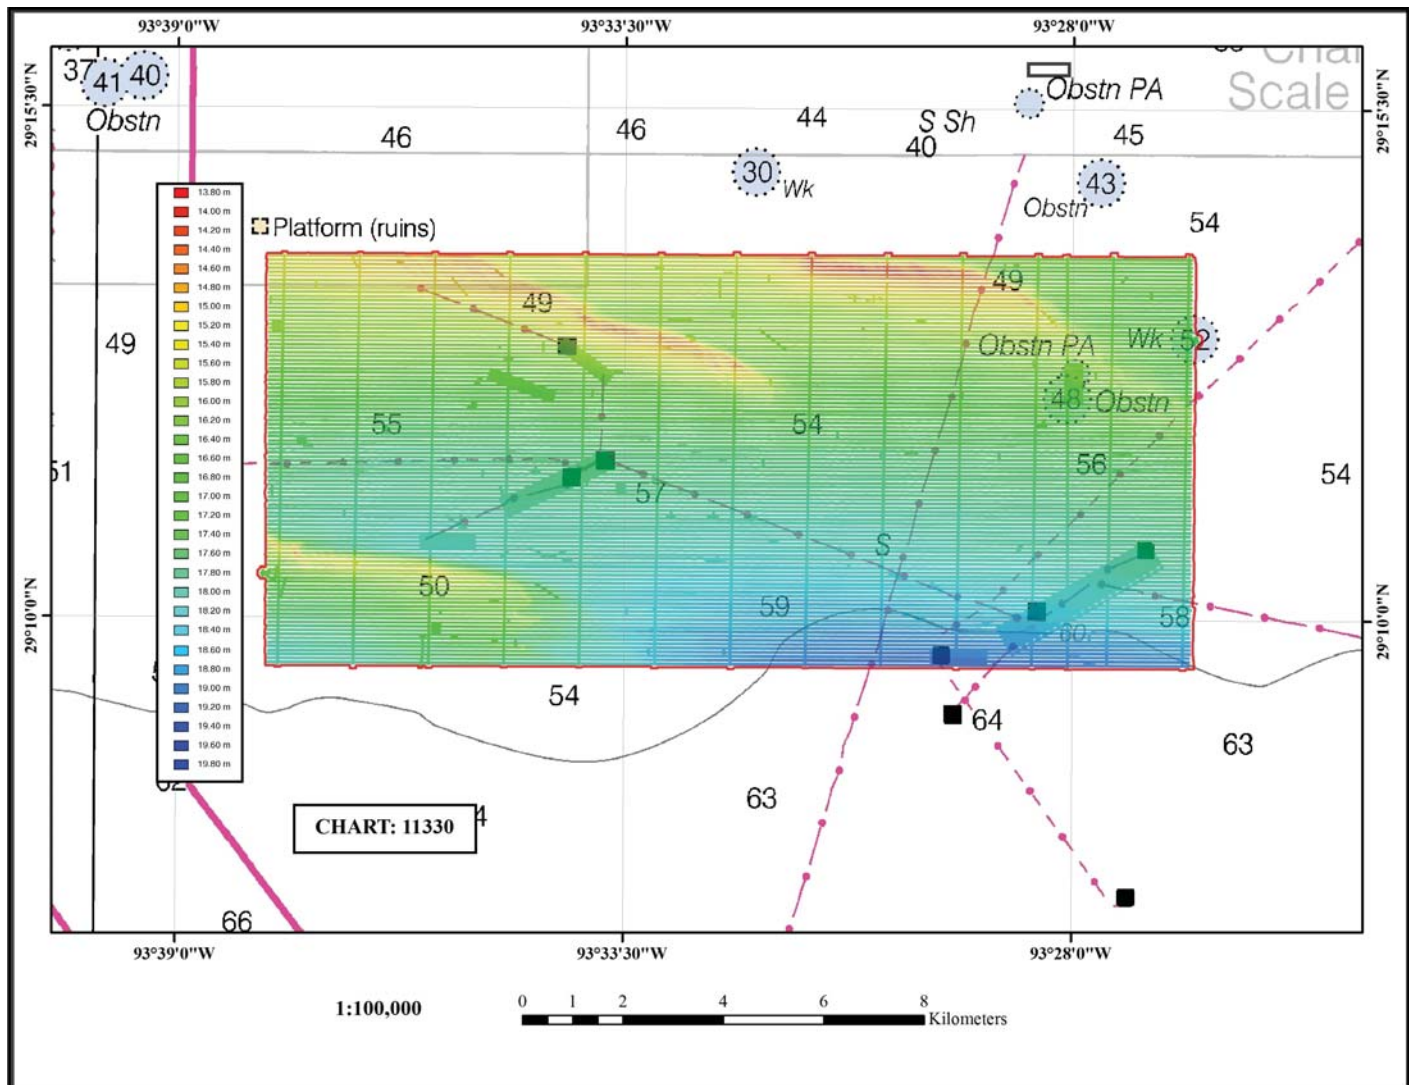 93°39'0"W 93°33'30"W 93°28'0"W
29°15'30"N
29°15'30"N
37 41 40
Obstn
Obstn PA
Scale
46 46 44 S Sh 45
40
30 Wk 43
Obstn
54
13.80 m
14.00 m
14.20 m
14.40 m
14.60 m
14.80 m
15.00 m
15.20 m
15.40 m
15.60 m
15.80 m
16.00 m
16.20 m
16.40 m
16.60 m
16.80 m
17.00 m
17.20 m
17.40 m
17.60 m
17.80 m
18.00 m
18.20 m
18.40 m
18.60 m
18.80 m
19.00 m
19.20 m
19.40 m
19.60 m
19.80 m
Platform (ruins)
49 49
49 Obstn PA Wk 52
48 Obstn
55 54
56 54
51
57
S
50 59 58
60
29°10'0"N
29°10'0"N
54 64
63
63
CHART: 11330
66
93°39'0"W 93°33'30"W 93°28'0"W
1:100,000
0 1 2 4 6 8
Kilometers